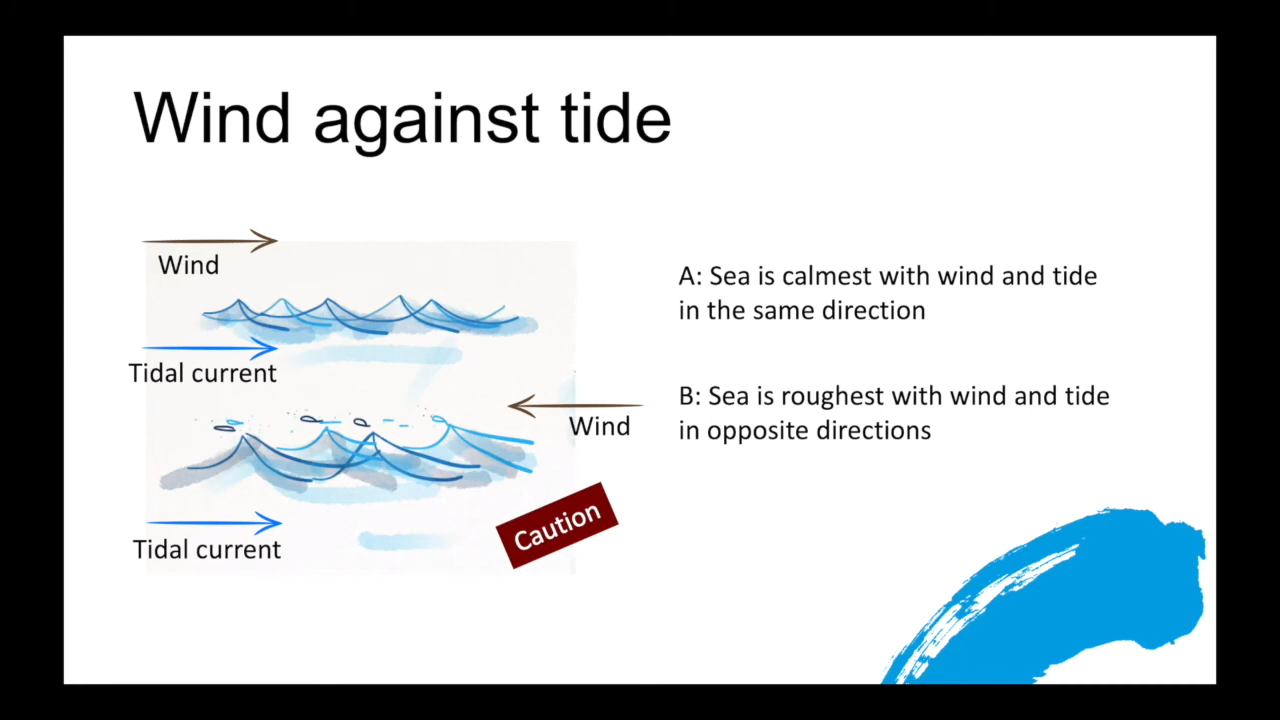 Wind against tide
Wind
A: Sea is calmest with wind and tide
in the same direction
Tidal current
B: Sea is roughest with wind and tide
in opposite directions
Wind
Caution
Tidal current